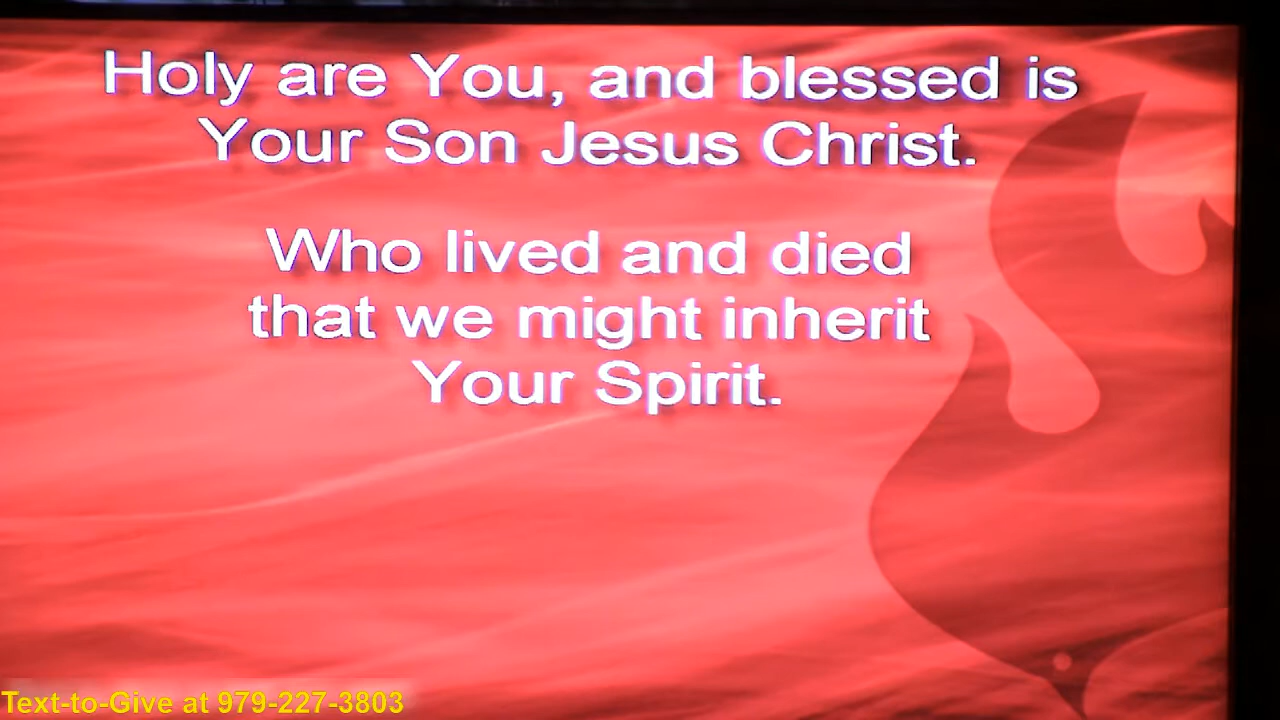 Holy are You, and blessed is
Your Son Jesus Christ.
Who lived and died
that we might inherit
Your Spirit.
Text-to-Give at 979-227-3803